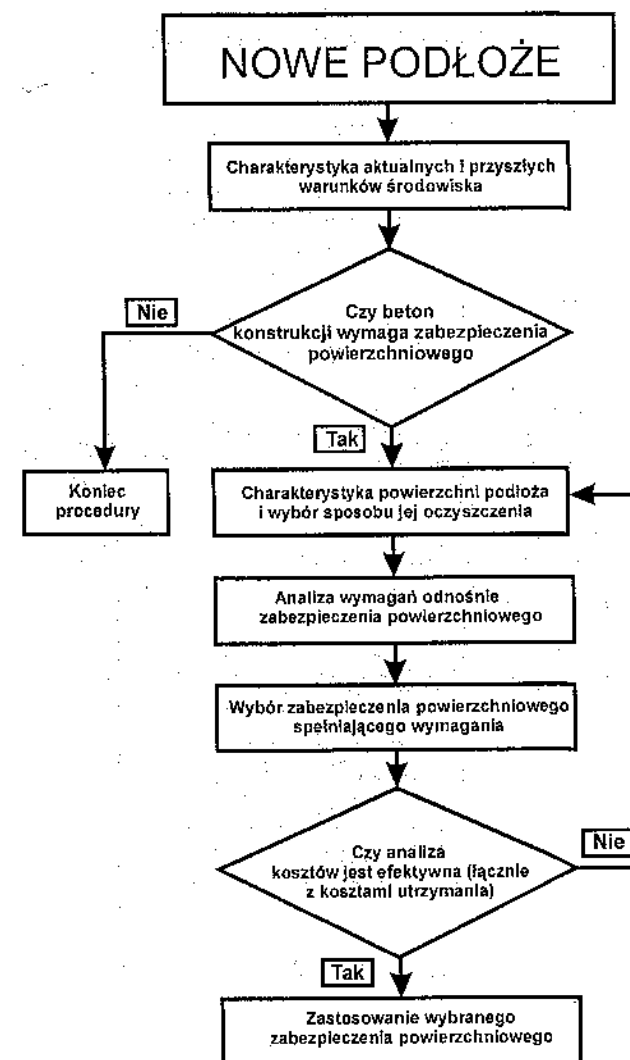 NOWE PODŁOŻE
Charakterystyka aktualnych i przyszłych
warunków środowiska
Czy beton
konstrukcji wymaga zabezpieczenia
powierzchniowego
Nie
Tak
Koniec
procedury
Charakterystyka powierzchni podłoża
i wybór sposobu jej oczyszczenia
Analiza wymagań odnośnie
zabezpieczenia powierzchniowego
Wybór zabezpieczenia powierzchniowego
spełniającego wymagania
Czy analiza
kosztów jest efektywna (łącznie
z kosztami utrzymania)
Nie
Tak
Zastosowanie wybranego
zabezpieczenia powierzchniowego